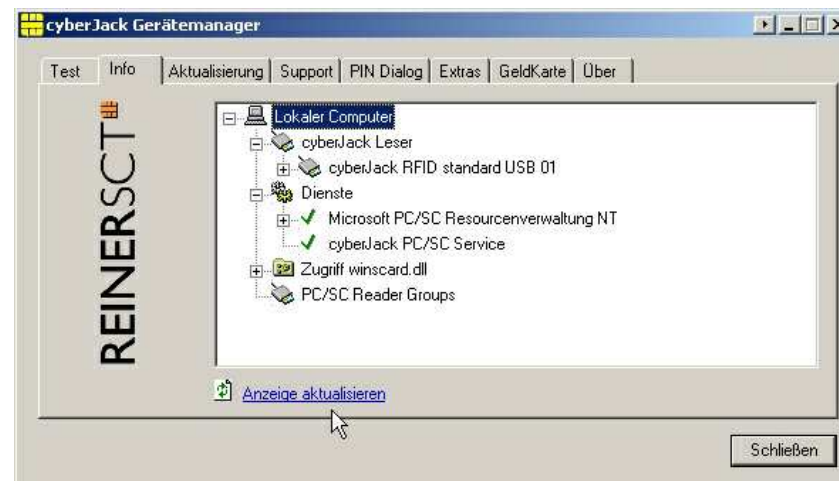 cyberJack Gerätemanager
Test Info Aktualisierung Support PIN Dialog Extras GeldKarte Über
REINERSCT
Lokaler Computer
cyberJack Leser
cyberJack RFID standard USB 01
Dienste
Microsoft PC/SC Resourcenverwaltung NT
cyberJack PC/SC Service
Zugriff winscard.dll
PC/SC Reader Groups
Anzeige aktualisieren
Schließen